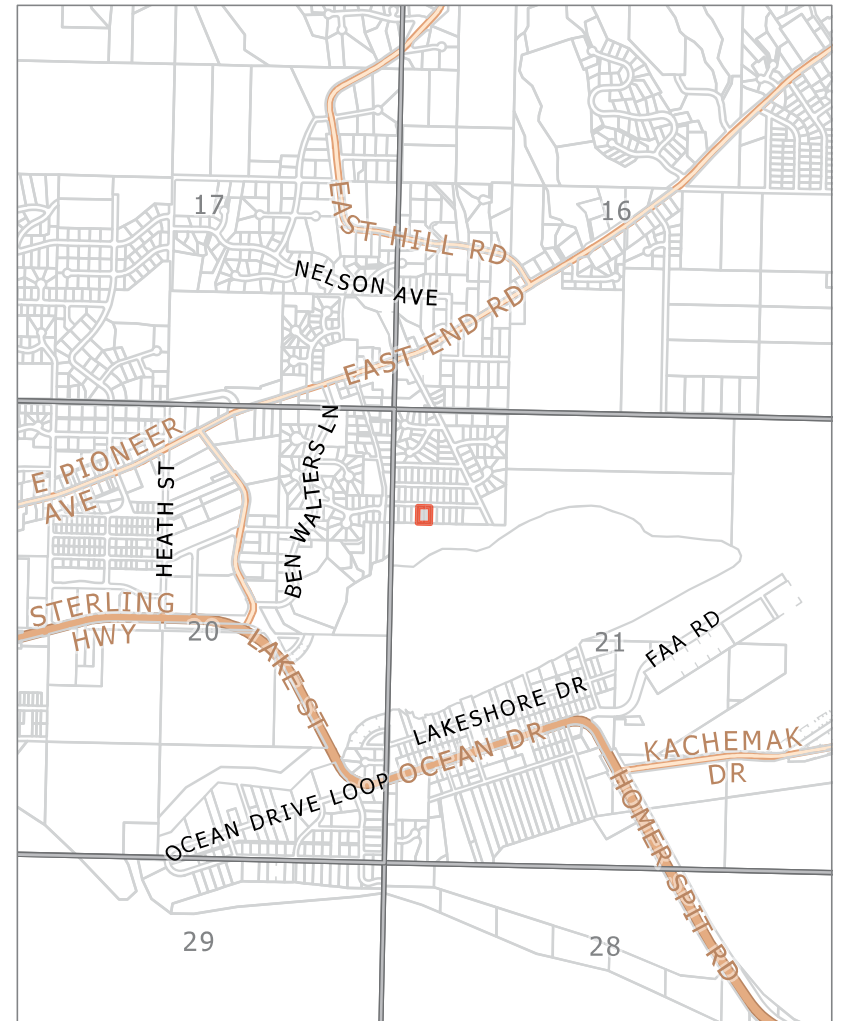 17
16
EAST HILL RD
NELSON AVE
EAST END RD
E PIONEER
AVE
HEATH ST
BEN WALTERS LN
STERLING
HWY
20
LAKE ST
21
FAA RD
LAKESHORE DR
OCEAN DR
KACHEMAK
DR
OCEAN DRIVE LOOP
HOMER SPIT RD
29
28